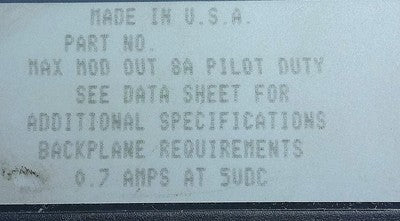 MADE IN U.S.A.
PART NO.
MAX MOD OUT 8A PILOT DUTY
SEE DATA SHEET FOR
ADDITIONAL SPECIFICATIONS
BACKPLANE REQUIREMENTS
0.7 AMPS AT 5VDC